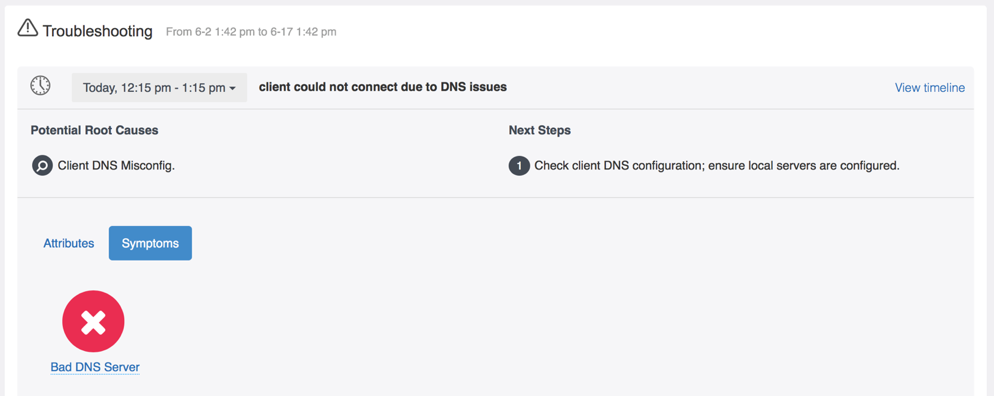 Troubleshooting From 6-2 1:42 pm to 6-17 1:42 pm
Today, 12:15 pm - 1:15 pm client could not connect due to DNS issues View timeline
Potential Root Causes Next Steps
Client DNS Misconfig. 1 Check client DNS configuration; ensure local servers are configured.
Attributes Symptoms
Bad DNS Server